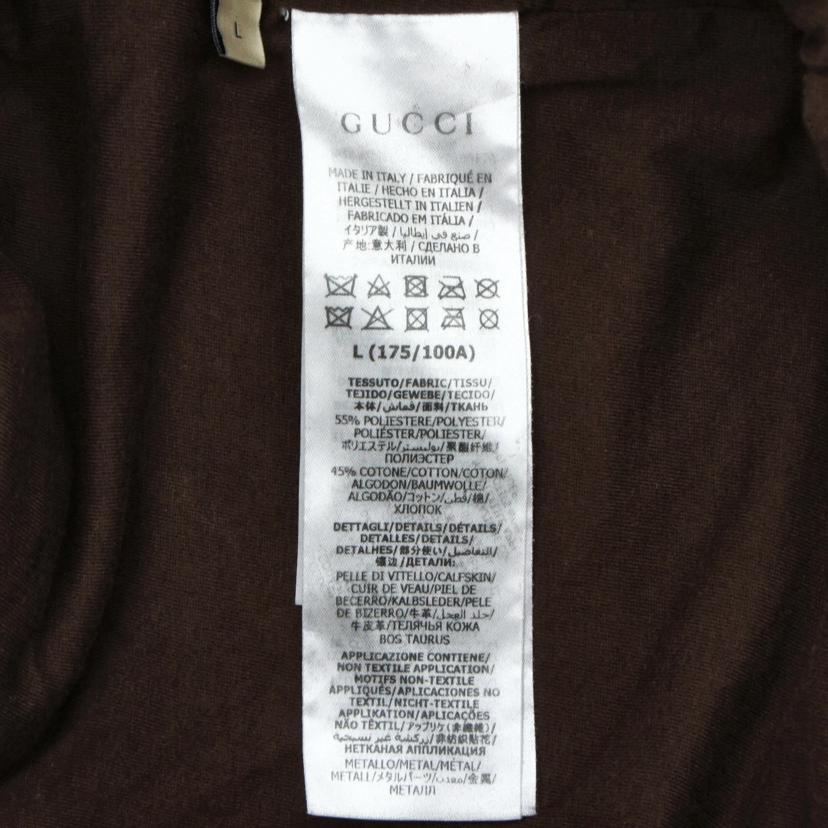 L
GUCCI
MADE IN ITALY / FABRIQUÉ EN
ITALIE / HECHO EN ITALIA /
HERGESTELLT IN ITALIEN /
FABRICADO EM ITÁLIA /
イタリア製 / صنع في إيطاليا /
产地:意大利 / СДЕЛАНО В
ИТАЛИИ
L (175/100A)
TESSUTO/FABRIC/TISSU/
TEJIDO/GEWEBE/TECIDO/
本体/قماش/面料/ТКАНЬ
55% POLIESTERE/POLYESTER/
POLIÉSTER/POLIESTER/
ポリエステル/بوليستر/聚酯纤维/
ПОЛИЭСТЕР
45% COTONE/COTTON/COTON/
ALGODON/BAUMWOLLE/
ALGODÃO/コットン/قطن/棉/
ХЛОПОК
DETTAGLI/DETAILS/DÉTAILS/
DETALLES/DETAILS/
DETALHES/部分使い/التفاصيل/
镶边/ДЕТАЛИ:
PELLE DI VITELLO/CALFSKIN/
CUIR DE VEAU/PIEL DE
BECERRO/KALBSLEDER/PELE
DE BIZERRO/牛革/جلد العجل/
牛皮革/ТЕЛЯЧЬЯ КОЖА
BOS TAURUS
APPLICAZIONE CONTIENE/
NON TEXTILE APPLICATION/
MOTIFS NON-TEXTILE
APPLIQUÉS/APLICACIONES NO
TEXTIL/NICHT-TEXTILE
APPLIKATION/APLICAÇÕES
NÃO TÊXTIL/アップリケ(非繊維)/
زركشة غير نسيجية/非纺织贴花/
НЕТКАНАЯ АППЛИКАЦИЯ
METALLO/METAL/MÉTAL/
METALL/メタルパーツ/معدن/金属/
МЕТАЛЛ